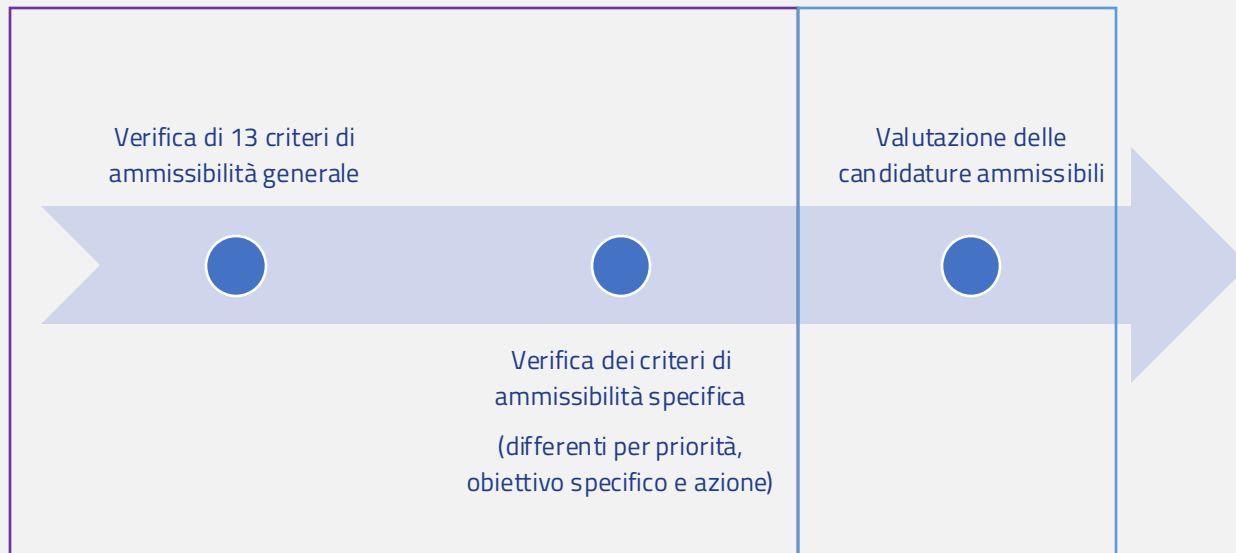 Verifica di 13 criteri di
ammissibilità generale
Verifica dei criteri di
ammissibilità specifica
(differenti per priorità,
obiettivo specifico e azione)
Valutazione delle
candidature ammissibili